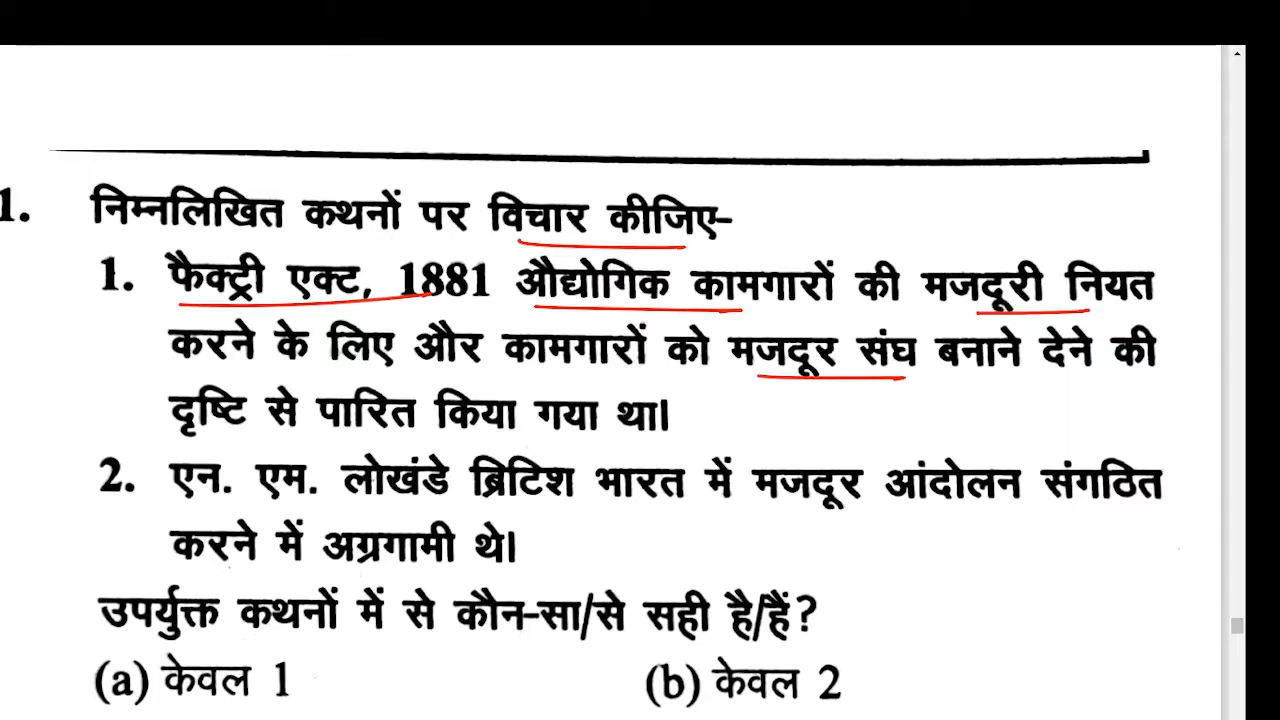 1. निम्नलिखित कथनों पर विचार कीजिए-
1. फैक्ट्री एक्ट, 1881 औद्योगिक कामगारों की मजदूरी नियत
करने के लिए और कामगारों को मजदूर संघ बनाने देने की
दृष्टि से पारित किया गया था।
2. एन. एम. लोखंडे ब्रिटिश भारत में मजदूर आंदोलन संगठित
करने में अग्रगामी थे।
उपर्युक्त कथनों में से कौन-सा/से सही है/हैं?
(a) केवल 1 (b) केवल 2